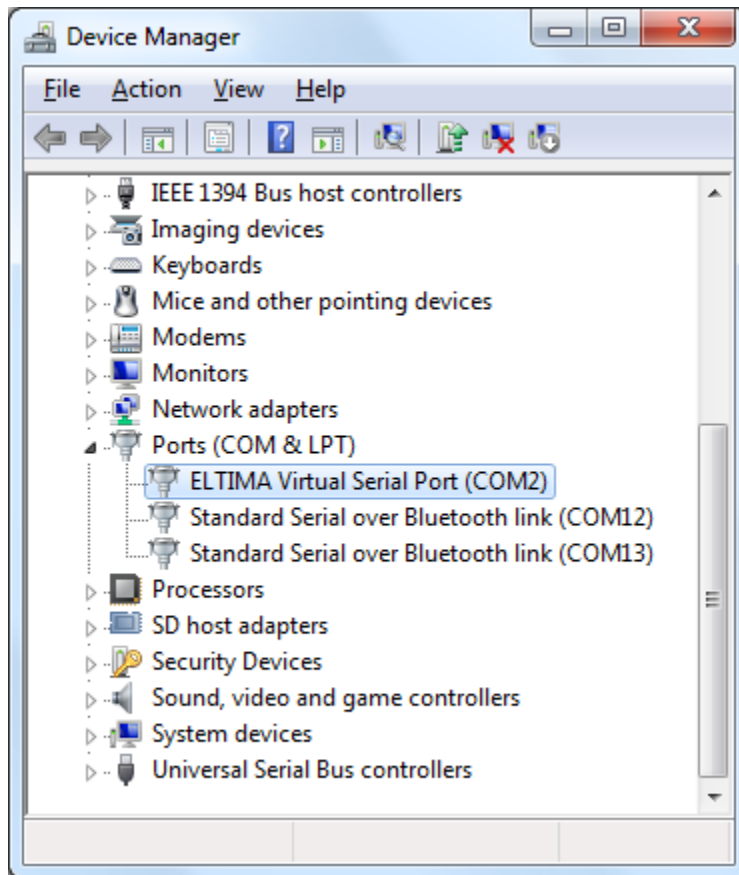 Device Manager
File Action View Help
IEEE 1394 Bus host controllers
Imaging devices
Keyboards
Mice and other pointing devices
Modems
Monitors
Network adapters
Ports (COM & LPT)
ELTIMA Virtual Serial Port (COM2)
Standard Serial over Bluetooth link (COM12)
Standard Serial over Bluetooth link (COM13)
Processors
SD host adapters
Security Devices
Sound, video and game controllers
System devices
Universal Serial Bus controllers